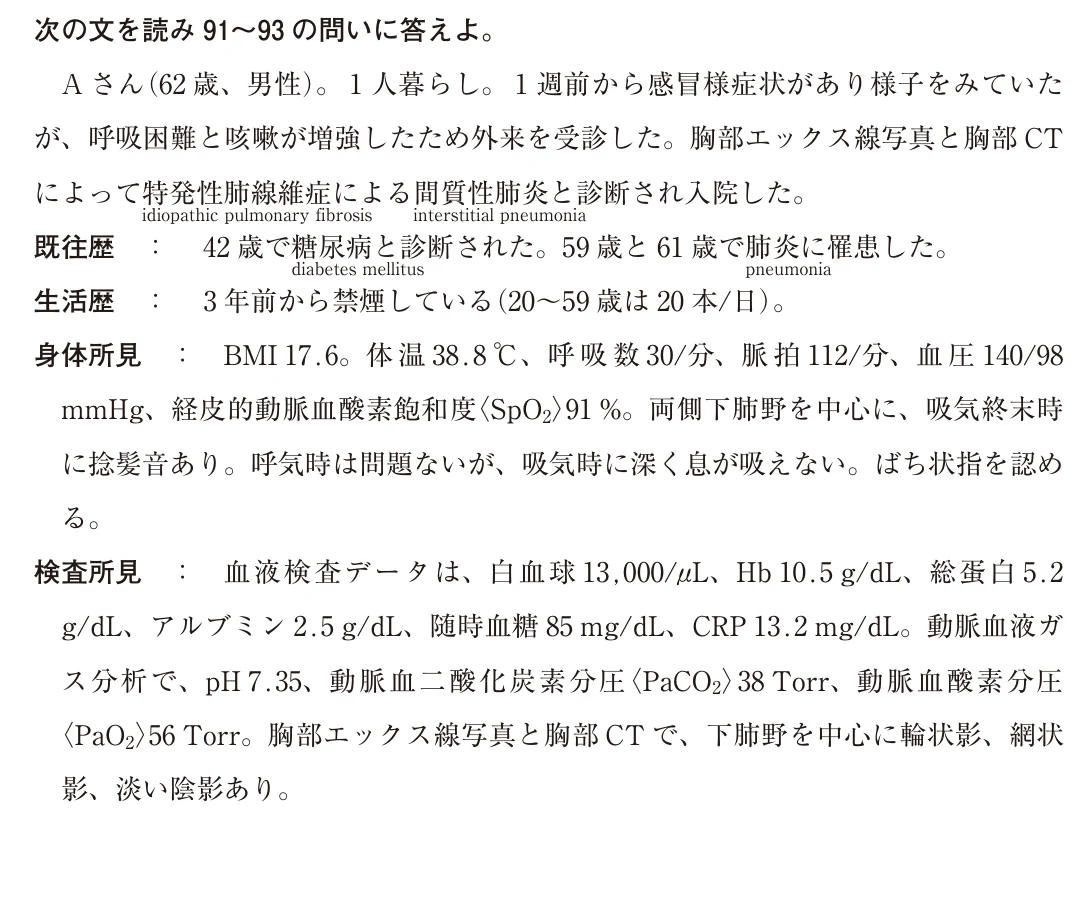 次の文を読み 91〜93 の問いに答えよ。
A さん(62 歳、男性)。1 人暮らし。1 週前から感冒様症状があり様子をみていた
が、呼吸困難と咳嗽が増強したため外来を受診した。胸部エックス線写真と胸部 CT
によって特発性肺線維症による間質性肺炎と診断され入院した。
idiopathic pulmonary fibrosis interstitial pneumonia
既往歴 : 42 歳で糖尿病と診断された。59 歳と 61 歳で肺炎に罹患した。
diabetes mellitus pneumonia
生活歴 : 3 年前から禁煙している(20〜59 歳は 20 本/日)。
身体所見 : BMI 17.6。体温 38.8 ℃、呼吸数 30/分、脈拍 112/分、血圧 140/98
mmHg、経皮的動脈血酸素飽和度〈SpO₂〉91 %。両側下肺野を中心に、吸気終末時
に捻髪音あり。呼気時は問題ないが、吸気時に深く息が吸えない。ばち状指を認め
る。
検査所見 : 血液検査データは、白血球 13,000/μL、Hb 10.5 g/dL、総蛋白 5.2
g/dL、アルブミン 2.5 g/dL、随時血糖 85 mg/dL、CRP 13.2 mg/dL。動脈血液ガ
ス分析で、pH 7.35、動脈血二酸化炭素分圧〈PaCO₂〉38 Torr、動脈血酸素分圧
〈PaO₂〉56 Torr。胸部エックス線写真と胸部 CT で、下肺野を中心に輪状影、網状
影、淡い陰影あり。